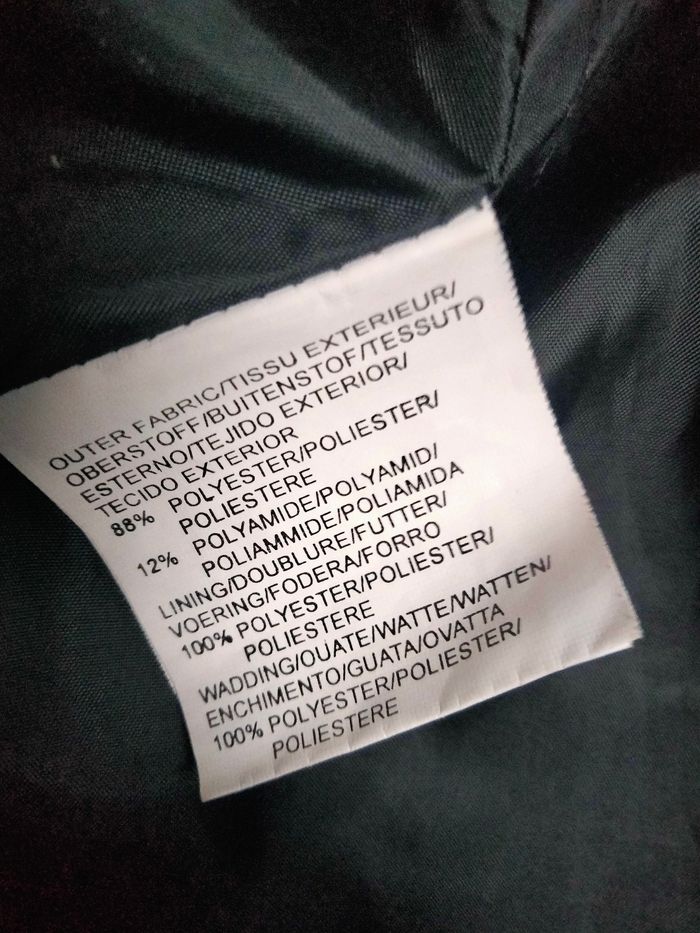 OUTER FABRIC/TISSU EXTERIEUR/
OBERSTOFF/BUITENSTOF/TESSUTO
ESTERNO/TEJIDO EXTERIOR/
TECIDO EXTERIOR
88% POLYESTER/POLIESTER/
POLIESTERE
12% POLYAMIDE/POLYAMID/
POLIAMMIDE/POLIAMIDA
LINING/DOUBLURE/FUTTER/
VOERING/FODERA/FORRO
100% POLYESTER/POLIESTER/
POLIESTERE
WADDING/OUATE/WATTE/WATTEN/
ENCHIMENTO/GUATA/OVATTA
100% POLYESTER/POLIESTER/
POLIESTERE